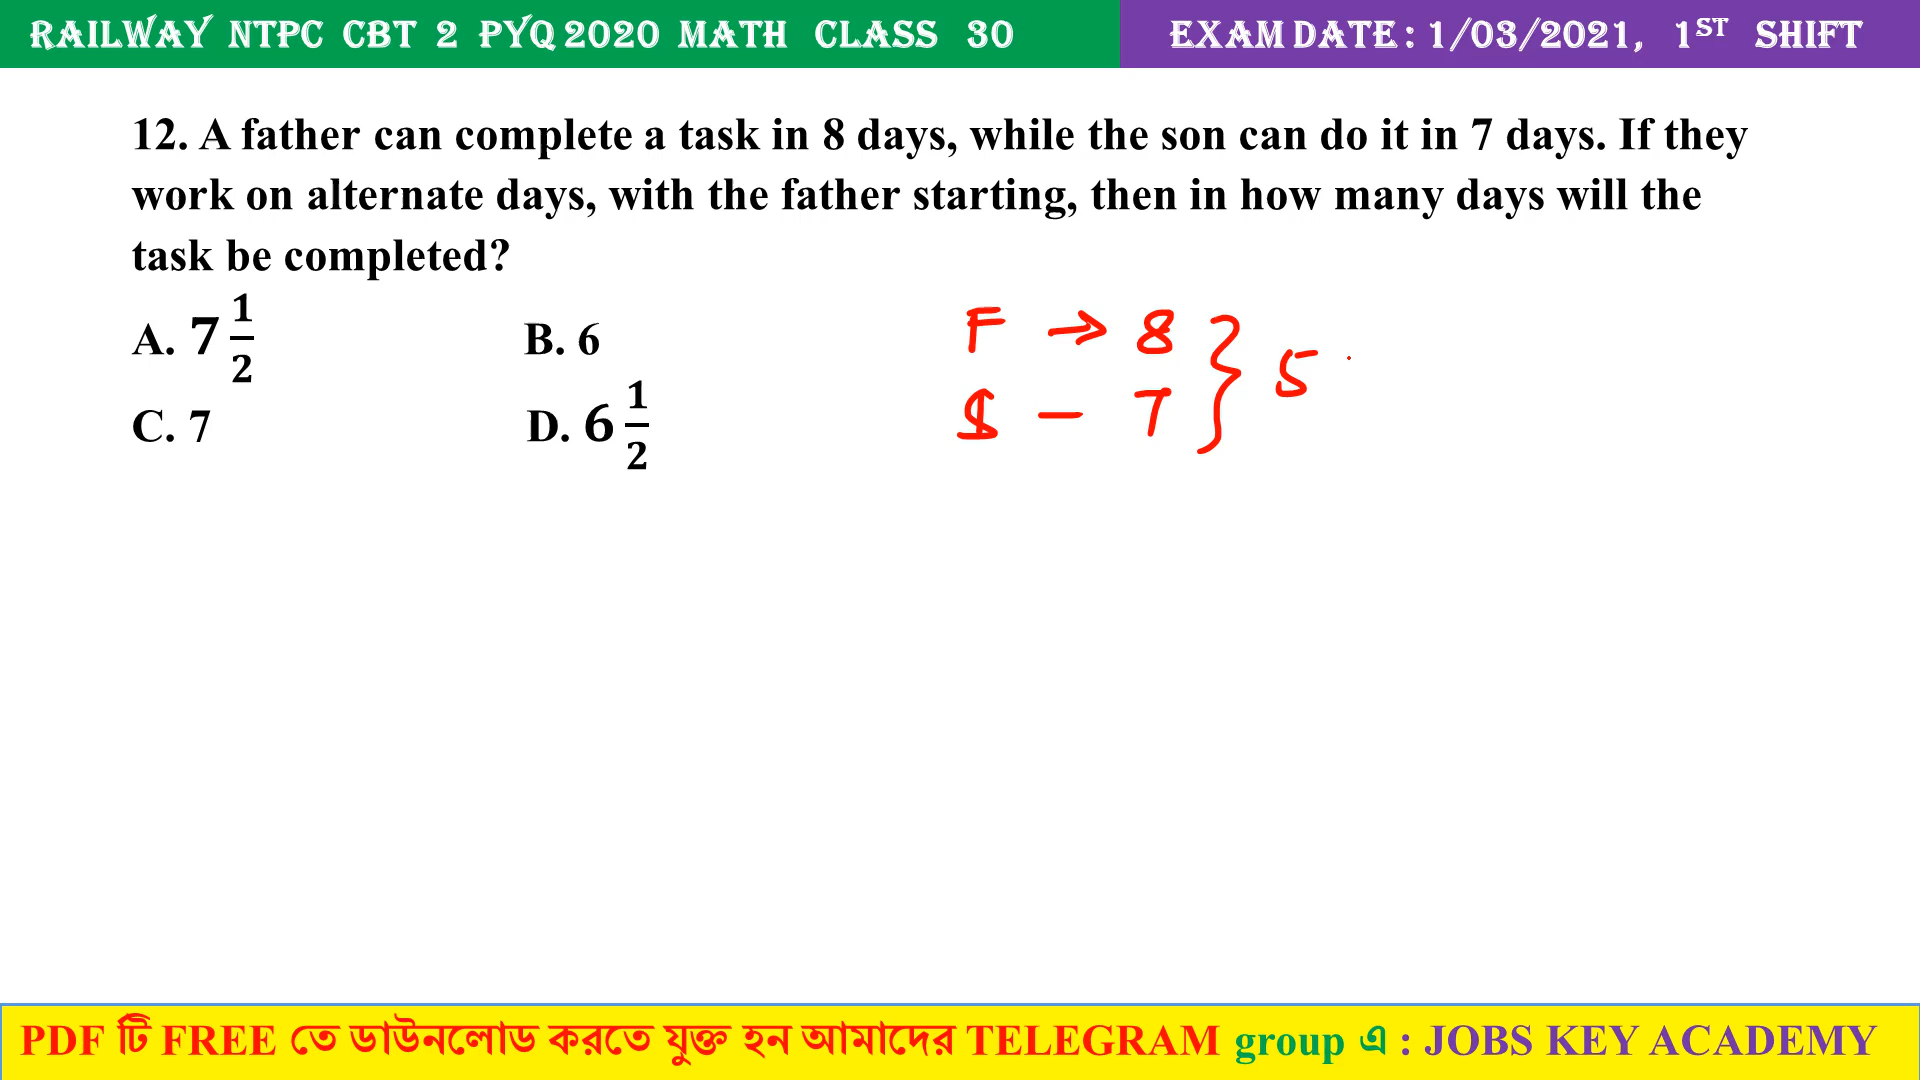 RAILWAY NTPC CBT 2 PYQ 2020 MATH CLASS 30 EXAM DATE : 1/03/2021, 1ST SHIFT
12. A father can complete a task in 8 days, while the son can do it in 7 days. If they
work on alternate days, with the father starting, then in how many days will the
task be completed?
A. 7 1/2 B. 6
C. 7 D. 6 1/2
F → 8
S - 7 } 5
PDF টি FREE তে ডাউনলোড করতে যুক্ত হন আমাদের TELEGRAM group এ : JOBS KEY ACADEMY